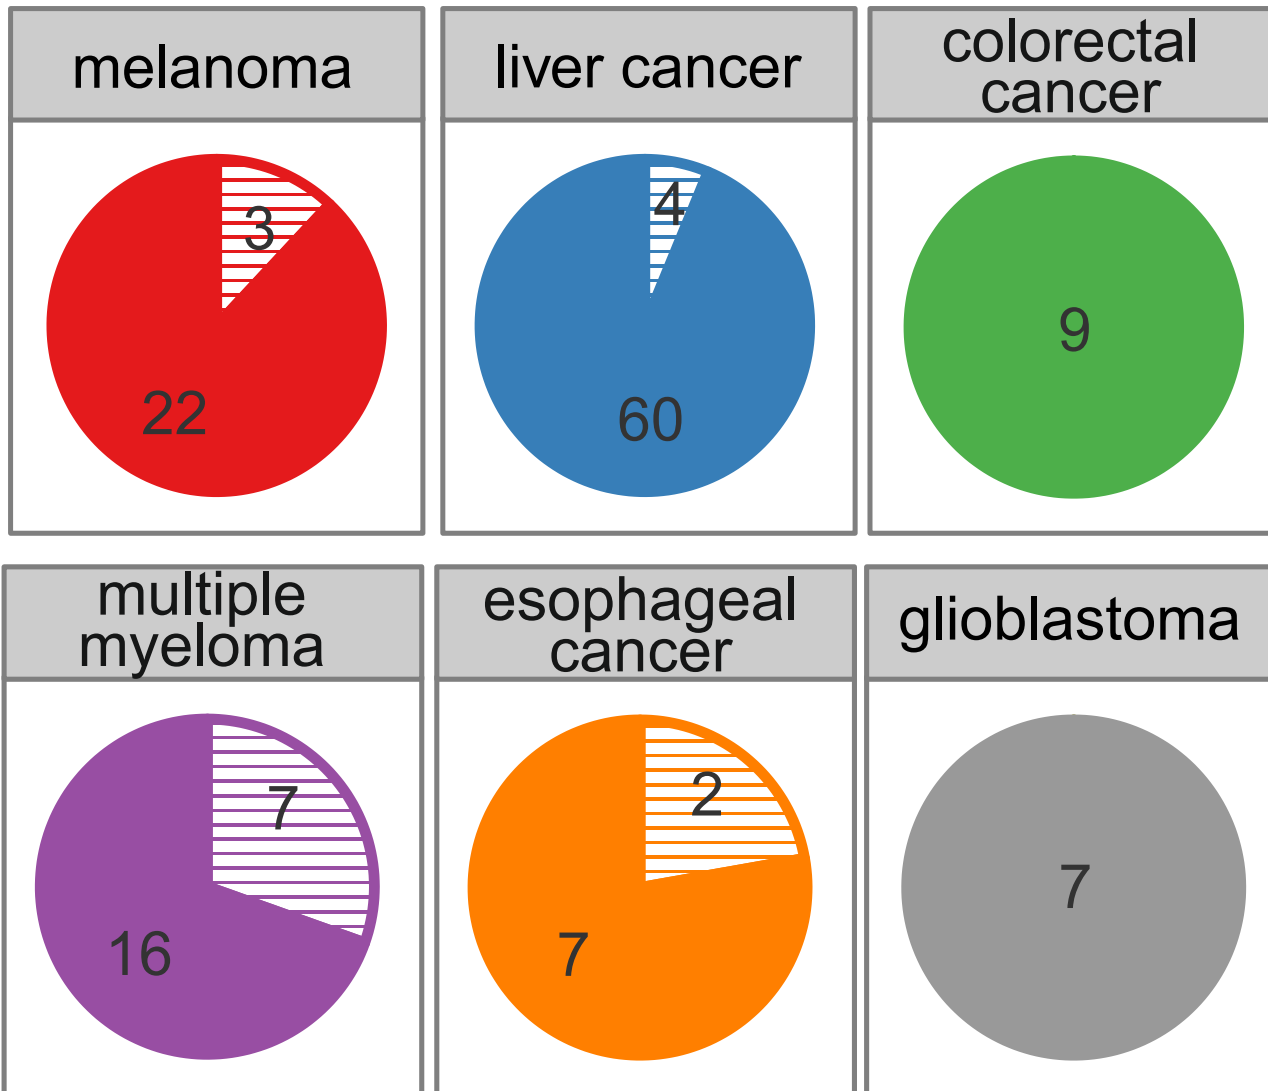 melanoma
liver cancer
colorectal
cancer
3
22
4
60
9
multiple
myeloma
esophageal
cancer
glioblastoma
7
16
2
7
7